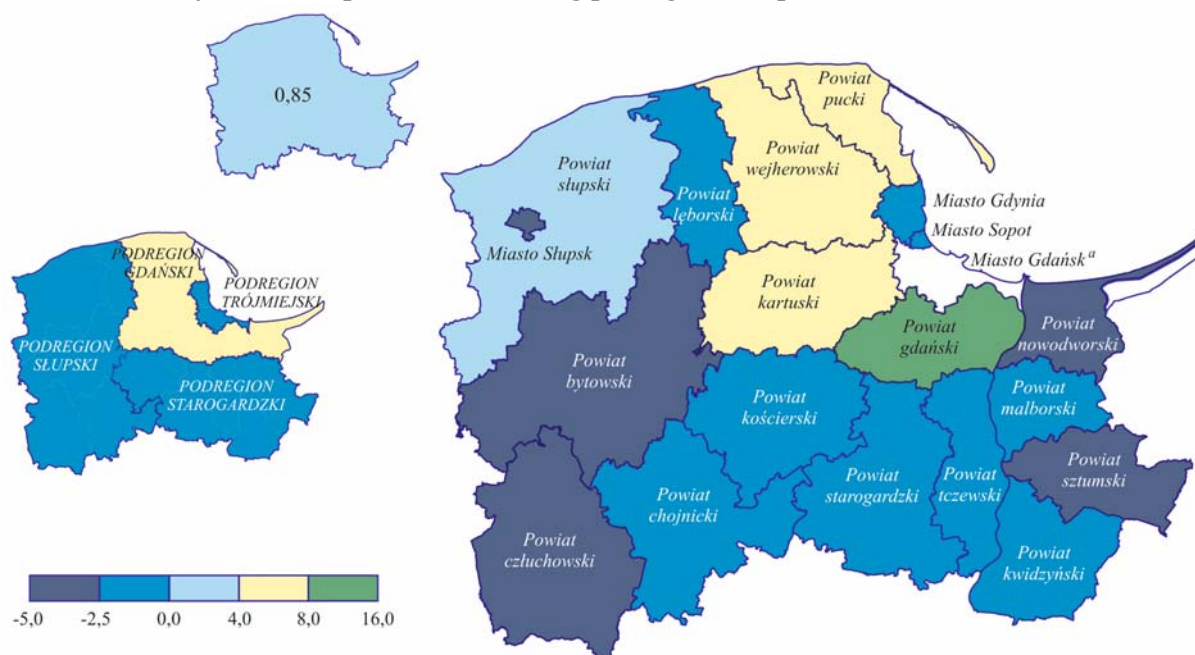 0,85
PODREGION
GDAŃSKI
PODREGION
TRÓJMIEJSKI
PODREGION
SŁUPSKI
PODREGION
STAROGARDZKI
-5,0 -2,5 0,0 4,0 8,0 16,0
Powiat
pucki
Powiat
wejherowski
Powiat
słupski
Powiat
lęborski
Miasto Gdynia
Miasto Sopot
Miasto Słupsk
Miasto Gdańsk a
Powiat
kartuski
Powiat
gdański
Powiat
nowodworski
Powiat
bytowski
Powiat
kościerski
Powiat
malborski
Powiat
sztumski
Powiat
starogardzki
Powiat
tczewski
Powiat
chojnicki
Powiat
człuchowski
Powiat
kwidzyński